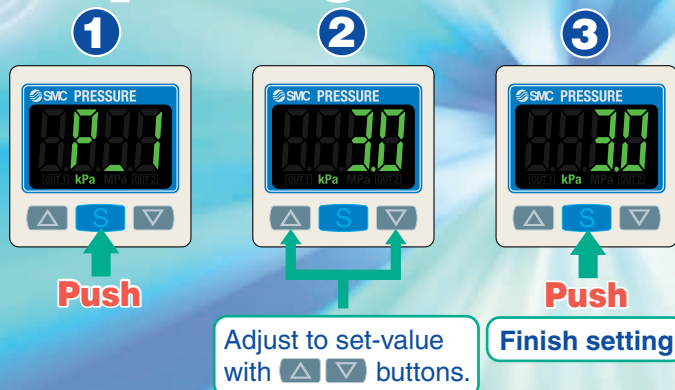 1
2
3
SMC PRESSURE
P_1
OUT1 kPa MPa OUT2
S
Push
SMC PRESSURE
3.0
OUT1 kPa MPa OUT2
S
Adjust to set-value
with △ ▽ buttons.
SMC PRESSURE
3.0
OUT1 kPa MPa OUT2
S
Push
Finish setting